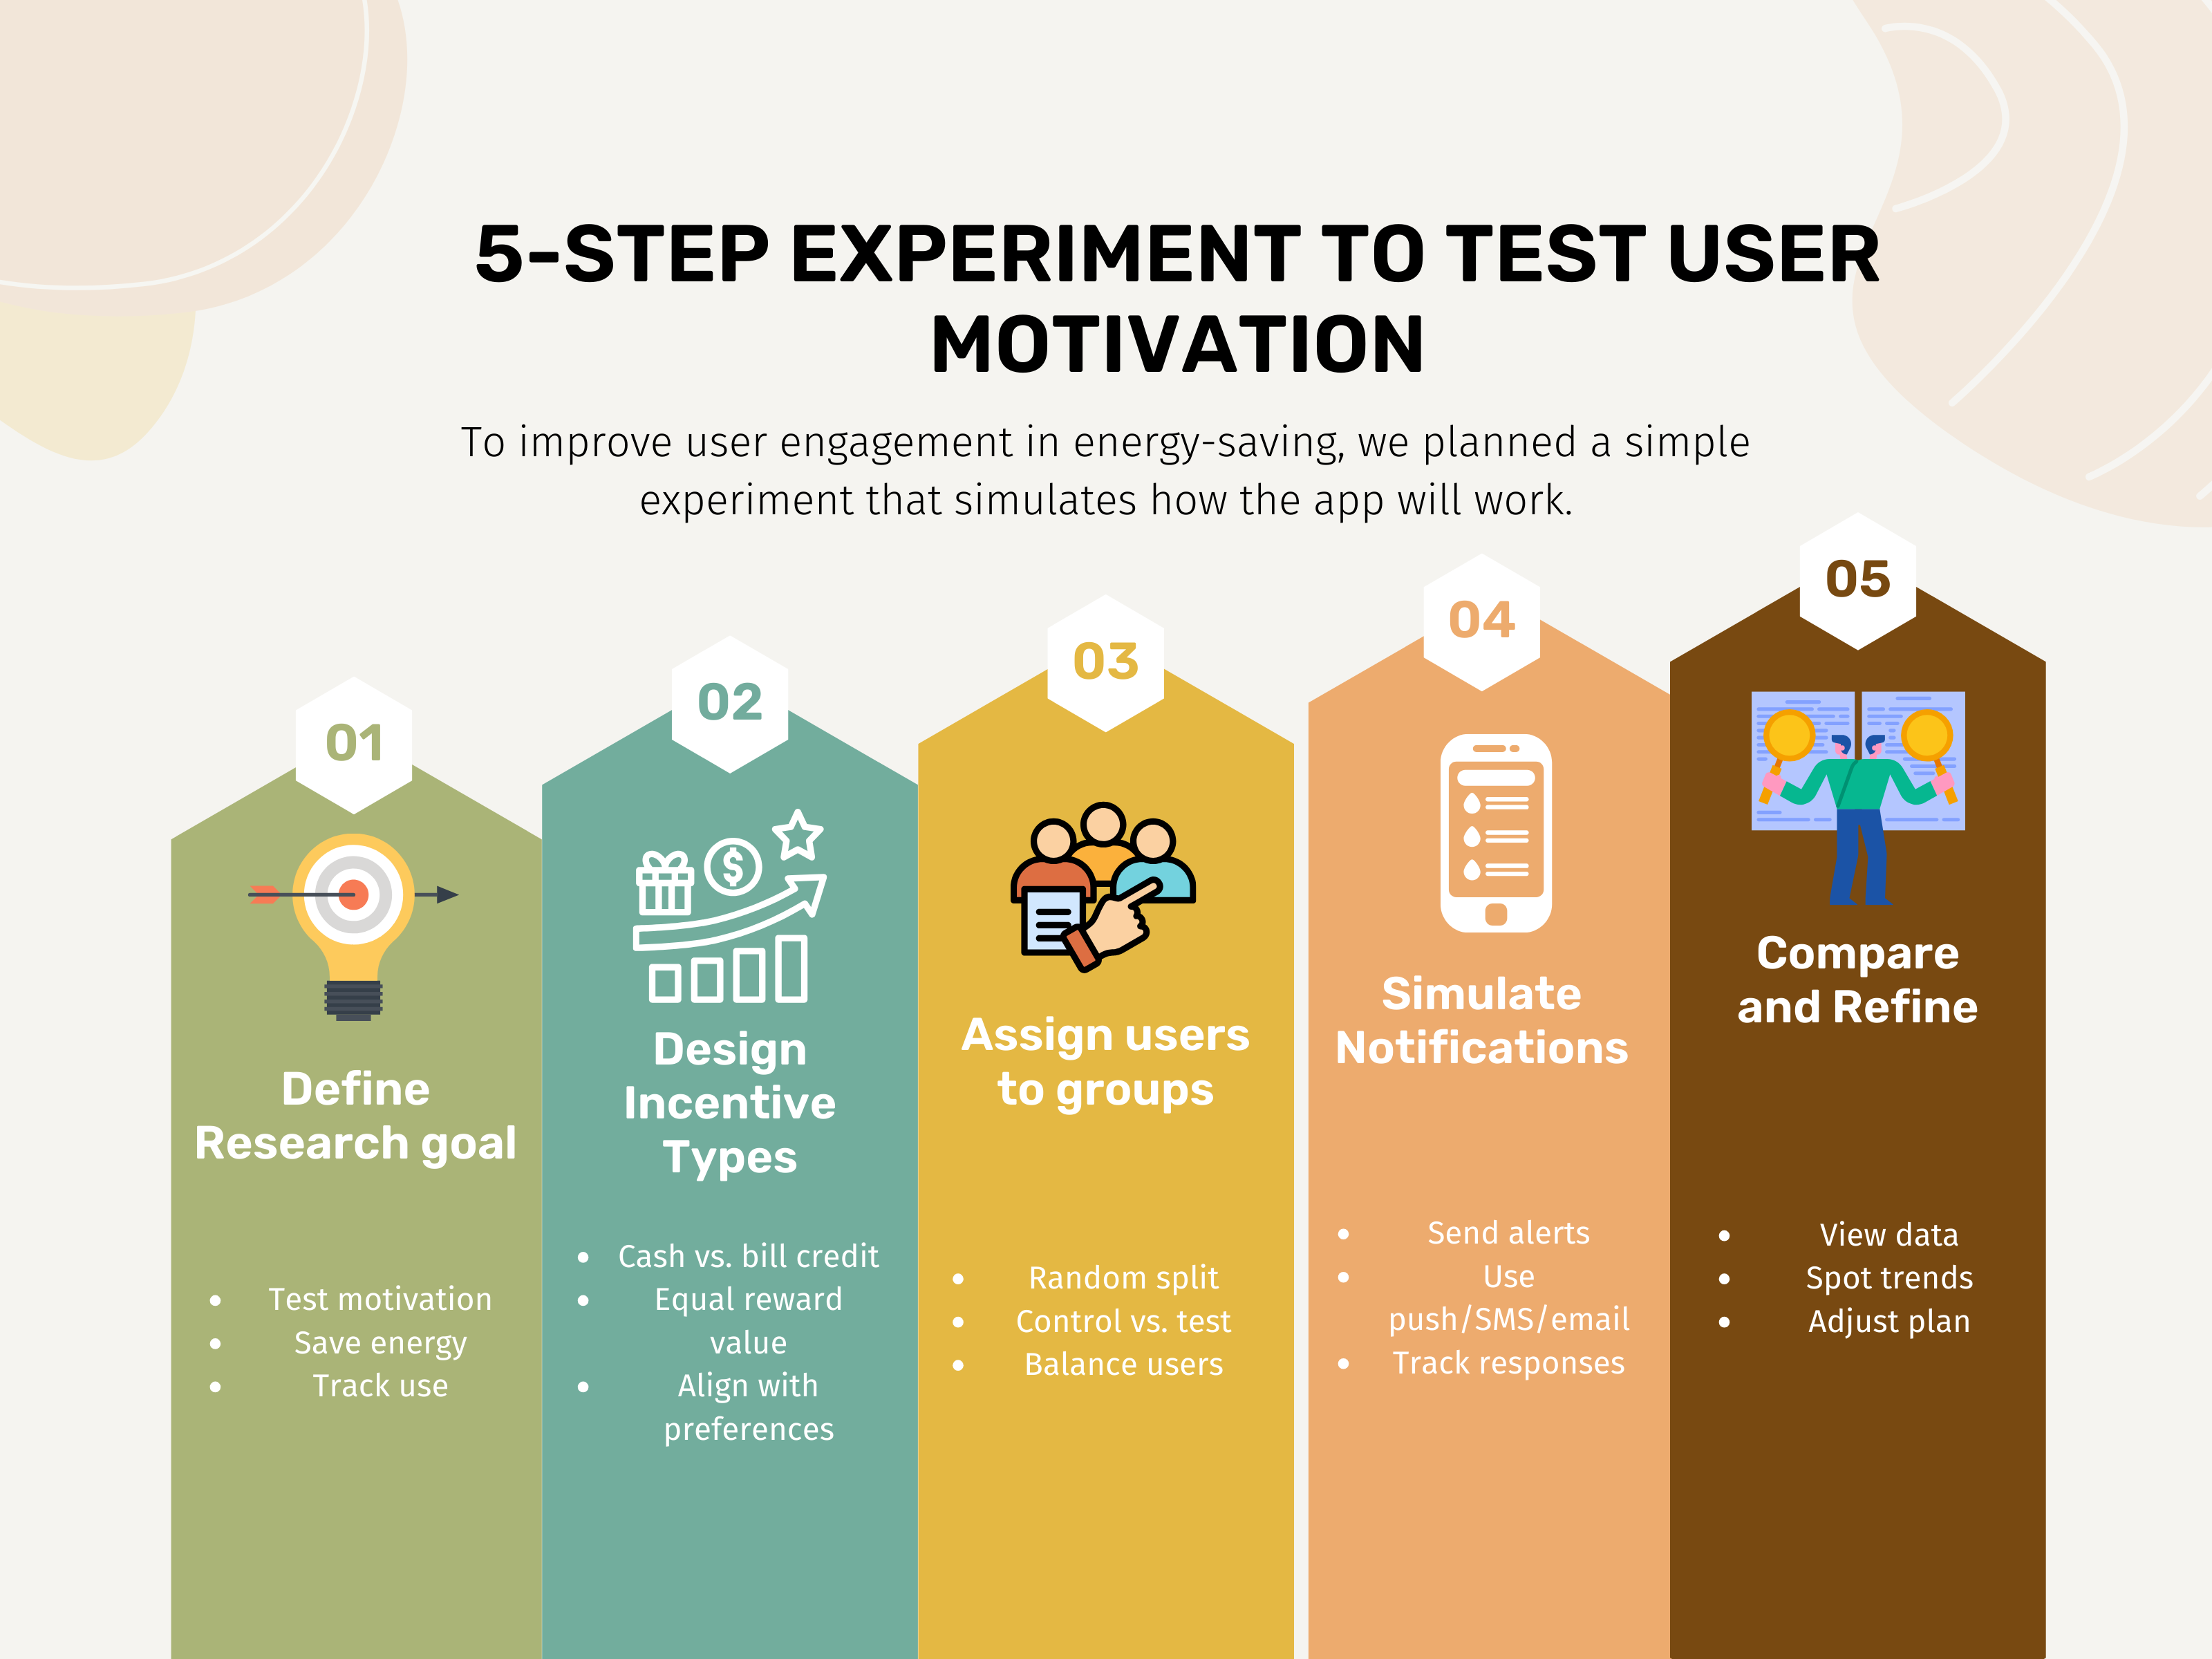 5-STEP EXPERIMENT TO TEST USER
MOTIVATION
To improve user engagement in energy-saving, we planned a simple
experiment that simulates how the app will work.
01
Define
Research goal
• Test motivation
• Save energy
• Track use
02
$
Design
Incentive
Types
• Cash vs. bill credit
• Equal reward
value
• Align with
preferences
03
Assign users
to groups
• Random split
• Control vs. test
• Balance users
04
Simulate
Notifications
• Send alerts
• Use
push/SMS/email
• Track responses
05
Compare
and Refine
• View data
• Spot trends
• Adjust plan